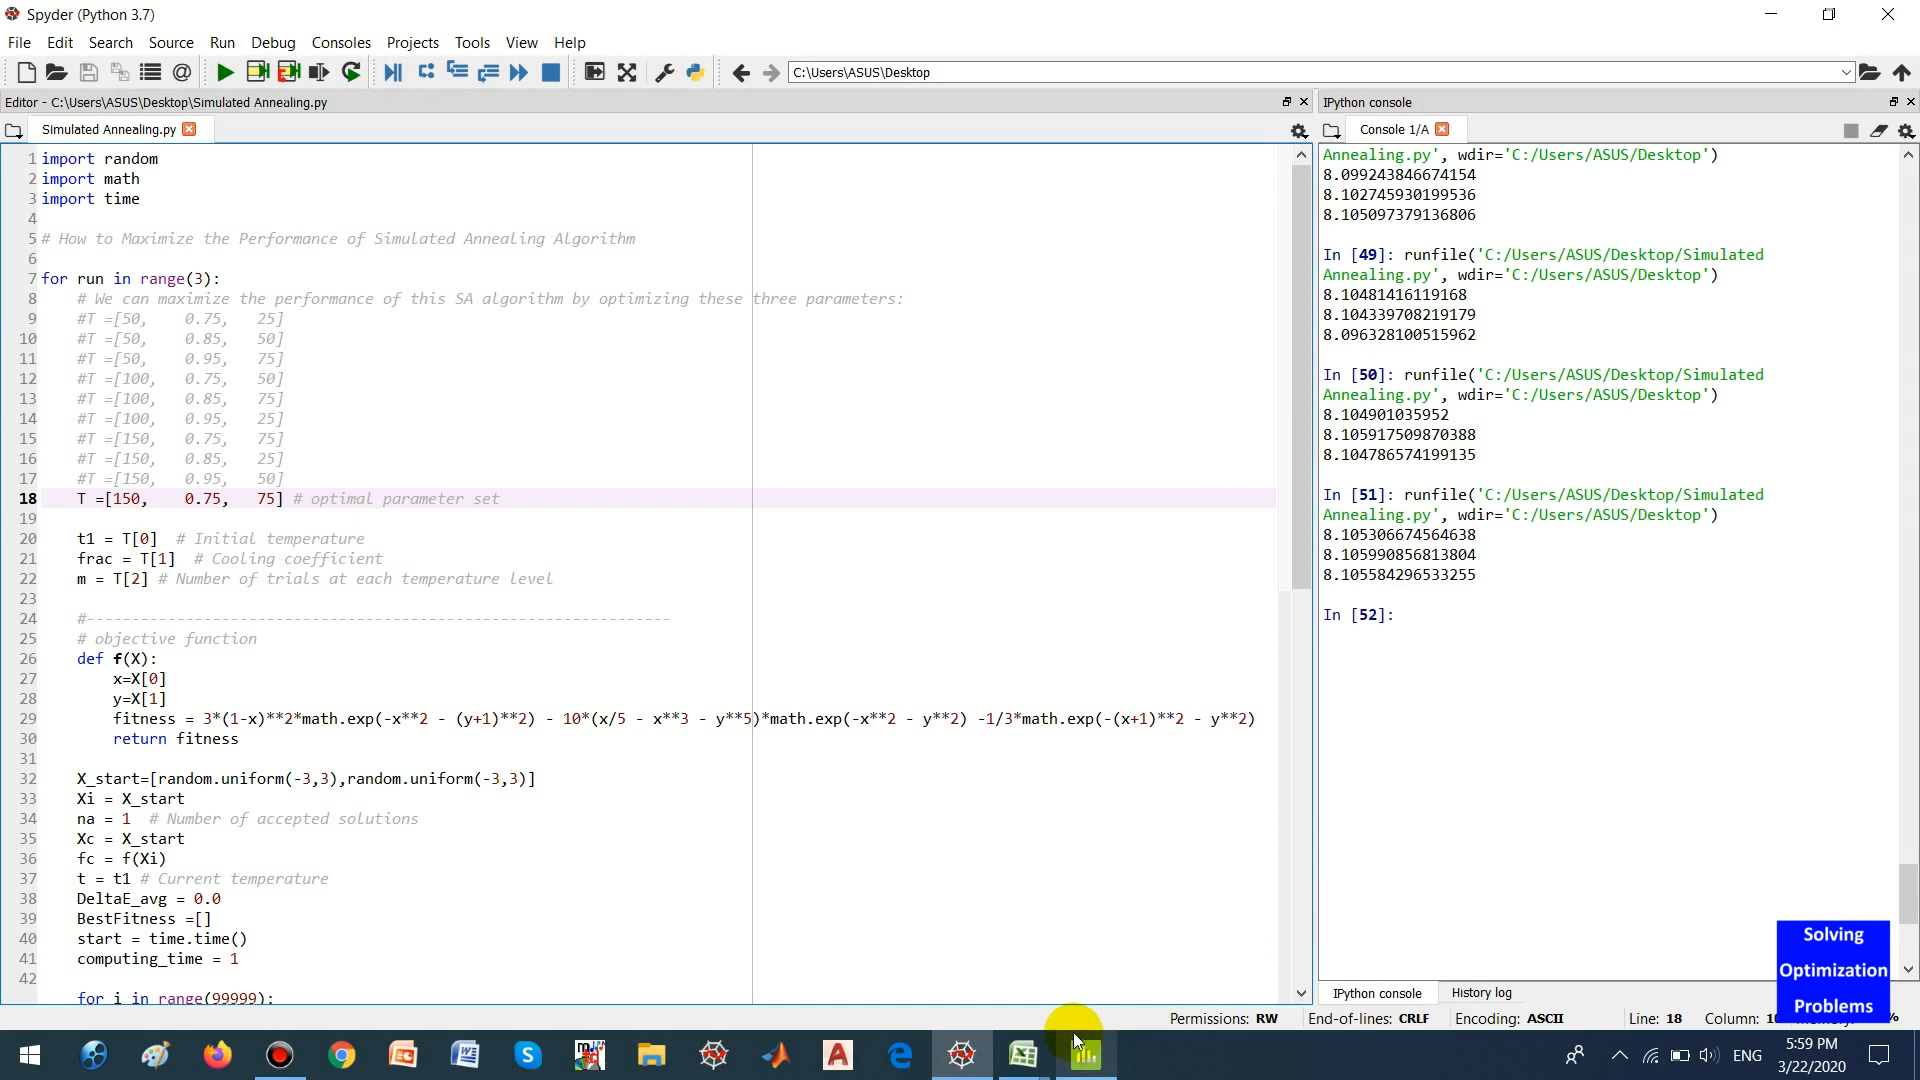 Spyder (Python 3.7)
File Edit Search Source Run Debug Consoles Projects Tools View Help
C:\Users\ASUS\Desktop
Editor - C:\Users\ASUS\Desktop\Simulated Annealing.py
Simulated Annealing.py
1 import random
2 import math
3 import time
4
5 # How to Maximize the Performance of Simulated Annealing Algorithm
6
7 for run in range(3):
8 # We can maximize the performance of this SA algorithm by optimizing these three parameters:
9 #T =[50, 0.75, 25]
10 #T =[50, 0.85, 50]
11 #T =[50, 0.95, 75]
12 #T =[100, 0.75, 50]
13 #T =[100, 0.85, 75]
14 #T =[100, 0.95, 25]
15 #T =[150, 0.75, 75]
16 #T =[150, 0.85, 25]
17 #T =[150, 0.95, 50]
18 T =[150, 0.75, 75] # optimal parameter set
19
20 t1 = T[0] # Initial temperature
21 frac = T[1] # Cooling coefficient
22 m = T[2] # Number of trials at each temperature level
23
24 #-----------------------------------------------------------------
25 # objective function
26 def f(X):
27 x=X[0]
28 y=X[1]
29 fitness = 3*(1-x)**2*math.exp(-x**2 - (y+1)**2) - 10*(x/5 - x**3 - y**5)*math.exp(-x**2 - y**2) -1/3*math.exp(-(x+1)**2 - y**2)
30 return fitness
31
32 X_start=[random.uniform(-3,3),random.uniform(-3,3)]
33 Xi = X_start
34 na = 1 # Number of accepted solutions
35 Xc = X_start
36 fc = f(Xi)
37 t = t1 # Current temperature
38 DeltaE_avg = 0.0
39 BestFitness =[]
40 start = time.time()
41 computing_time = 1
42
for i in range(99999):
IPython console
Console 1/A
Annealing.py', wdir='C:/Users/ASUS/Desktop')
8.099243846674154
8.102745930199536
8.105097379136806
In [49]: runfile('C:/Users/ASUS/Desktop/Simulated
Annealing.py', wdir='C:/Users/ASUS/Desktop')
8.10481416119168
8.104339708219179
8.096328100515962
In [50]: runfile('C:/Users/ASUS/Desktop/Simulated
Annealing.py', wdir='C:/Users/ASUS/Desktop')
8.104901035952
8.105917509870388
8.104786574199135
In [51]: runfile('C:/Users/ASUS/Desktop/Simulated
Annealing.py', wdir='C:/Users/ASUS/Desktop')
8.105306674564638
8.105990856813804
8.105584296533255
In [52]:
Solving
Optimization
Problems
IPython console History log
Permissions: RW End-of-lines: CRLF Encoding: ASCII Line: 18 Column: %
ENG
5:59 PM
3/22/2020